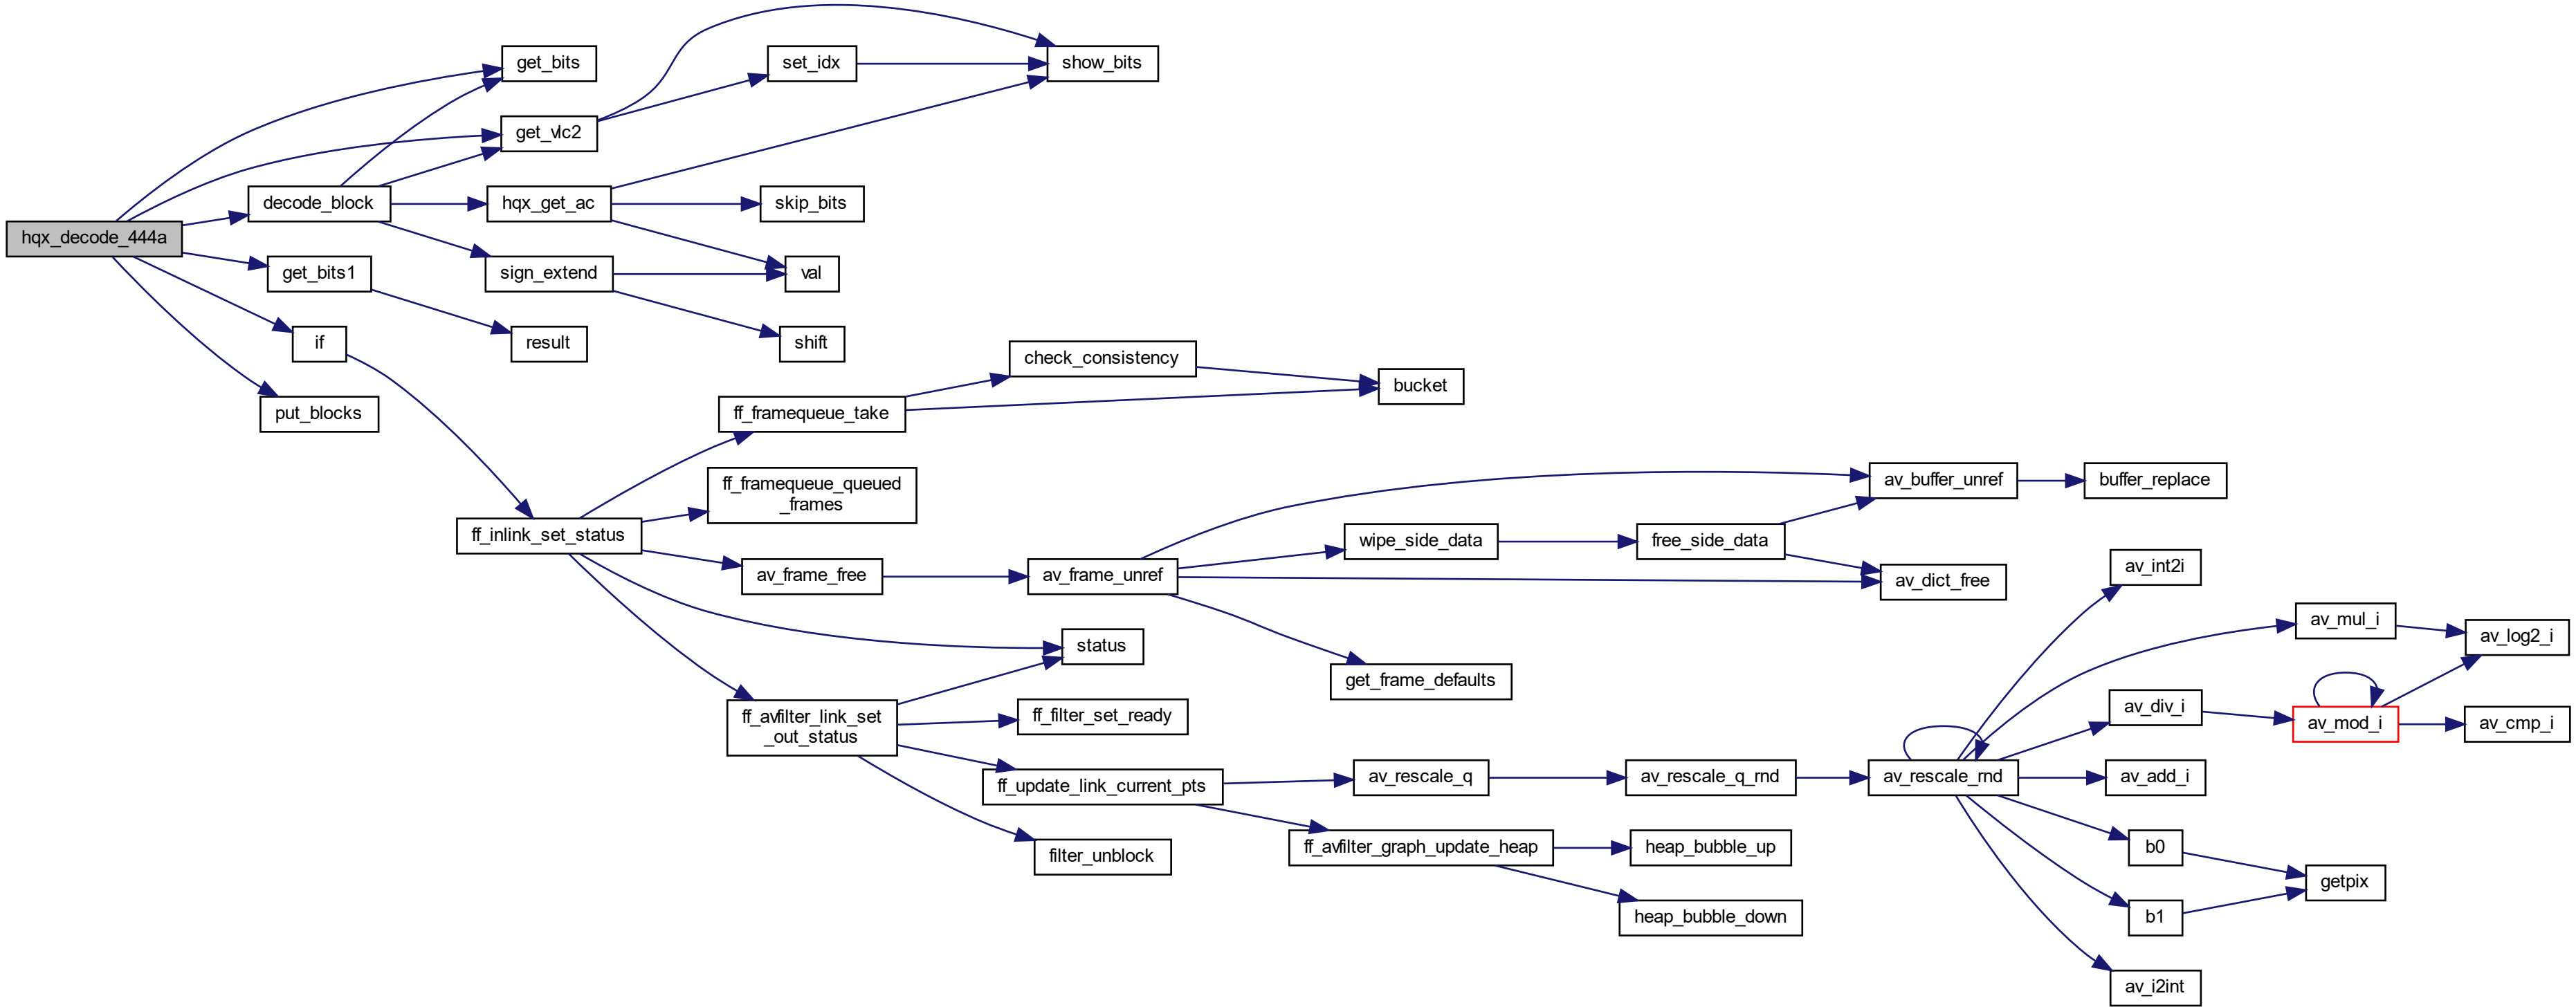 hqx_decode_444a
get_bits
get_vlc2
decode_block
hqx_get_ac
get_bits1
sign_extend
if
result
put_blocks
set_idx
show_bits
skip_bits
val
shift
check_consistency
ff_framequeue_take
bucket
ff_framequeue_queued
_frames
ff_inlink_set_status
av_frame_free
av_frame_unref
wipe_side_data
free_side_data
av_buffer_unref
buffer_replace
av_dict_free
get_frame_defaults
status
ff_avfilter_link_set
_out_status
ff_filter_set_ready
ff_update_link_current_pts
filter_unblock
av_rescale_q
av_rescale_q_rnd
av_rescale_rnd
ff_avfilter_graph_update_heap
heap_bubble_up
heap_bubble_down
av_int2i
av_mul_i
av_log2_i
av_div_i
av_mod_i
av_cmp_i
av_add_i
b0
getpix
b1
av_i2int